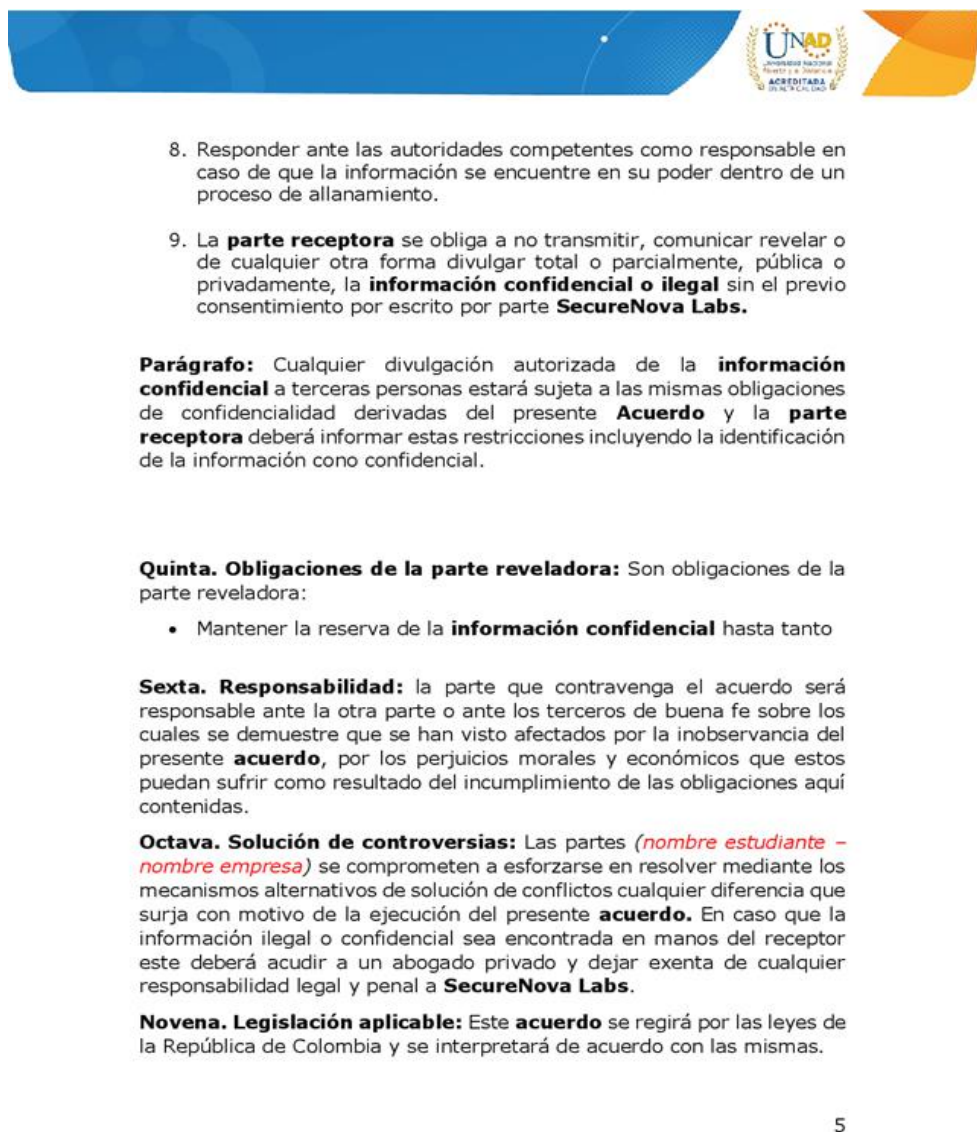 UNAD
ACREDITADA
8. Responder ante las autoridades competentes como responsable en
caso de que la información se encuentre en su poder dentro de un
proceso de allanamiento.
9. La parte receptora se obliga a no transmitir, comunicar revelar o
de cualquier otra forma divulgar total o parcialmente, pública o
privadamente, la información confidencial o ilegal sin el previo
consentimiento por escrito por parte SecureNova Labs.
Parágrafo: Cualquier divulgación autorizada de la información
confidencial a terceras personas estará sujeta a las mismas obligaciones
de confidencialidad derivadas del presente Acuerdo y la parte
receptora deberá informar estas restricciones incluyendo la identificación
de la información cono confidencial.
Quinta. Obligaciones de la parte reveladora: Son obligaciones de la
parte reveladora:
• Mantener la reserva de la información confidencial hasta tanto
Sexta. Responsabilidad: la parte que contravenga el acuerdo será
responsable ante la otra parte o ante los terceros de buena fe sobre los
cuales se demuestre que se han visto afectados por la inobservancia del
presente acuerdo, por los perjuicios morales y económicos que estos
puedan sufrir como resultado del incumplimiento de las obligaciones aquí
contenidas.
Octava. Solución de controversias: Las partes (nombre estudiante –
nombre empresa) se comprometen a esforzarse en resolver mediante los
mecanismos alternativos de solución de conflictos cualquier diferencia que
surja con motivo de la ejecución del presente acuerdo. En caso que la
información ilegal o confidencial sea encontrada en manos del receptor
este deberá acudir a un abogado privado y dejar exenta de cualquier
responsabilidad legal y penal a SecureNova Labs.
Novena. Legislación aplicable: Este acuerdo se regirá por las leyes de
la República de Colombia y se interpretará de acuerdo con las mismas.
5